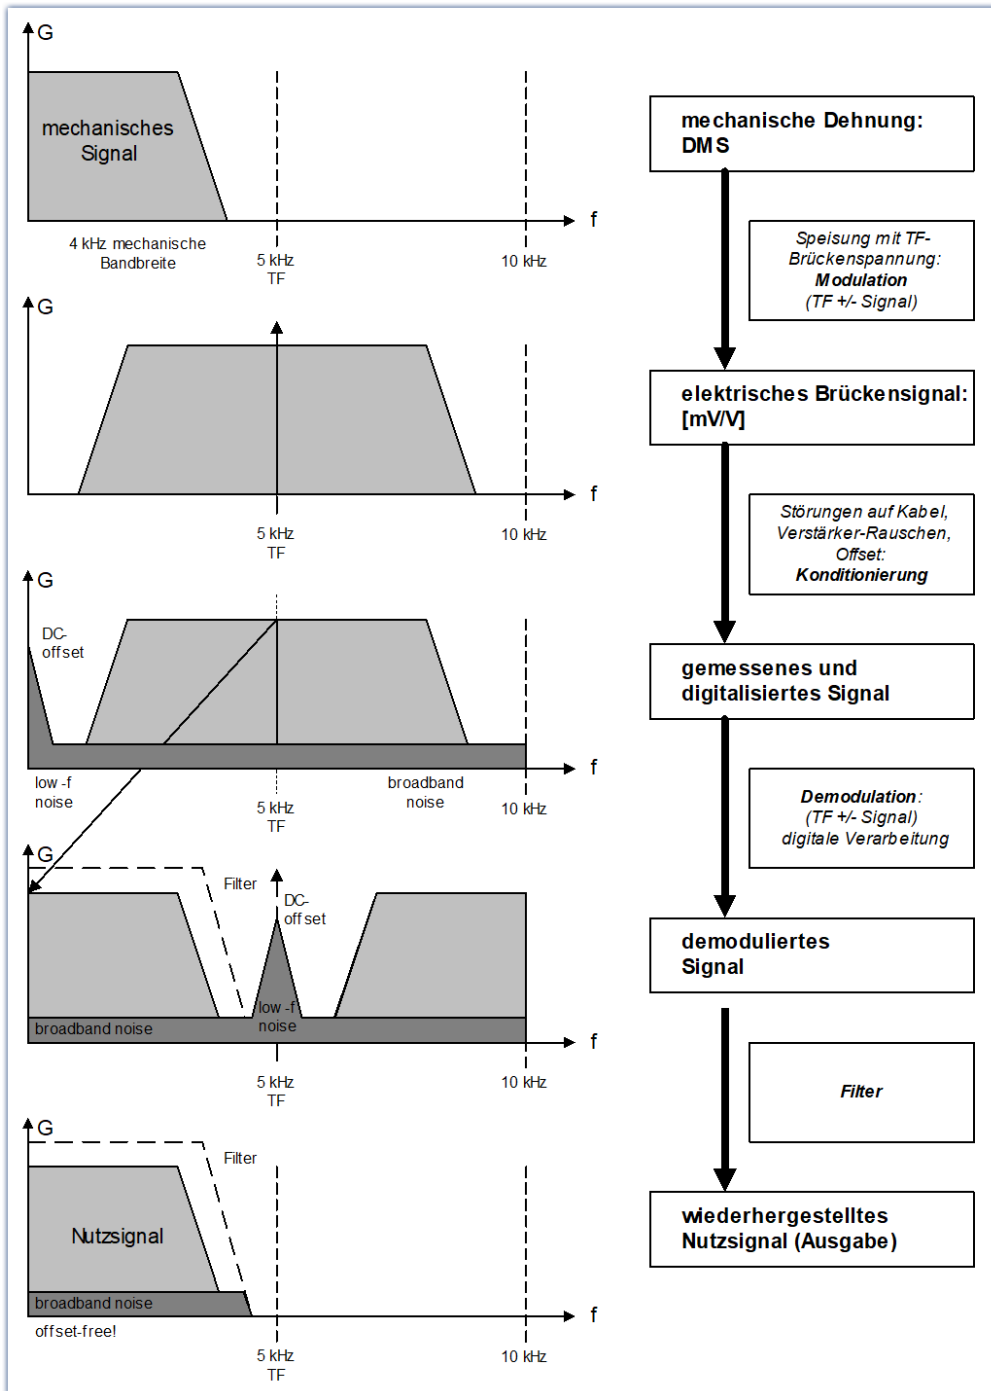 G
mechanisches
Signal
f
4 kHz mechanische
Bandbreite
5 kHz
TF
10 kHz
mechanische Dehnung:
DMS
Speisung mit TF-
Brückenspannung:
Modulation
(TF +/- Signal)
G
f
5 kHz
TF
10 kHz
elektrisches Brückensignal:
[mV/V]
Störungen auf Kabel,
Verstärker-Rauschen,
Offset:
Konditionierung
G
DC-
offset
f
low-f
noise
broadband
noise
5 kHz
TF
10 kHz
gemessenes und
digitalisiertes Signal
Demodulation:
(TF +/- Signal)
digitale Verarbeitung
G
Filter
DC-
offset
low-f
noise
broadband noise
f
5 kHz
TF
10 kHz
demoduliertes
Signal
Filter
G
Filter
Nutzsignal
broadband noise
f
offset-free!
5 kHz
TF
10 kHz
wiederhergestelltes
Nutzsignal (Ausgabe)